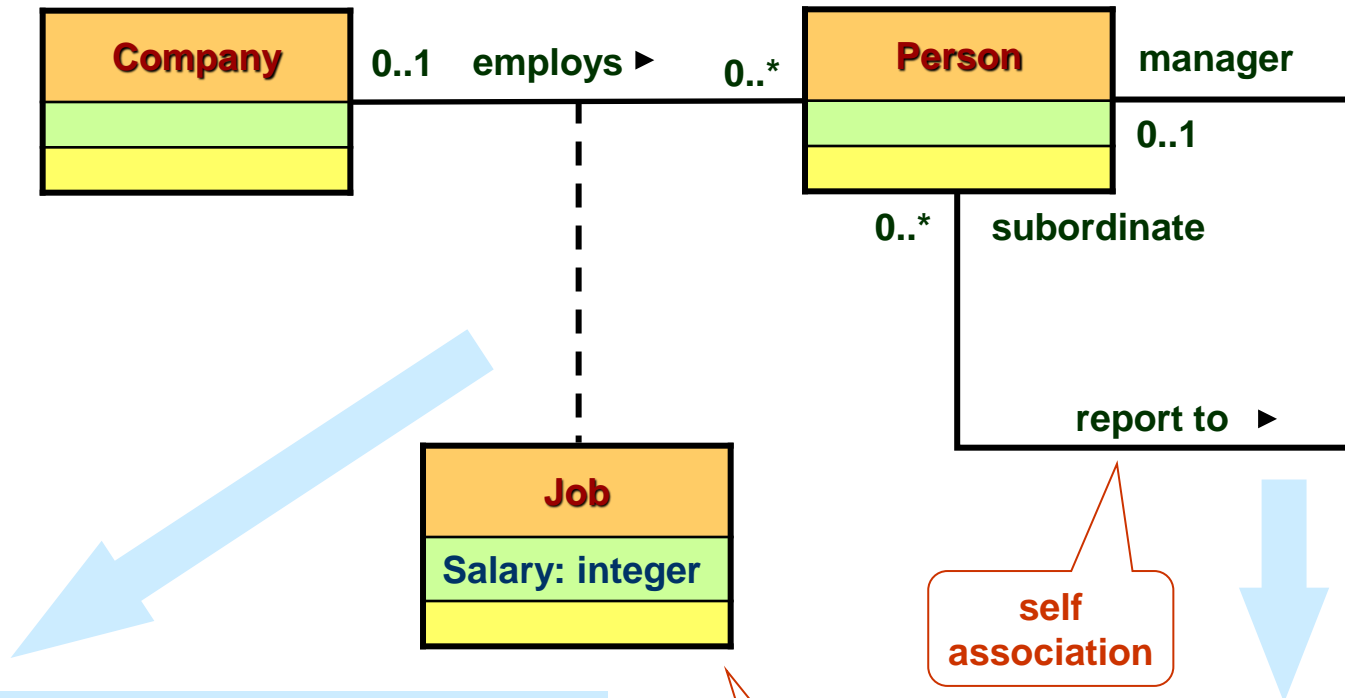 Company
0..1 employs ►
0..*
Person
manager
0..1
0..* subordinate
report to ►
Job
Salary: integer
self
association